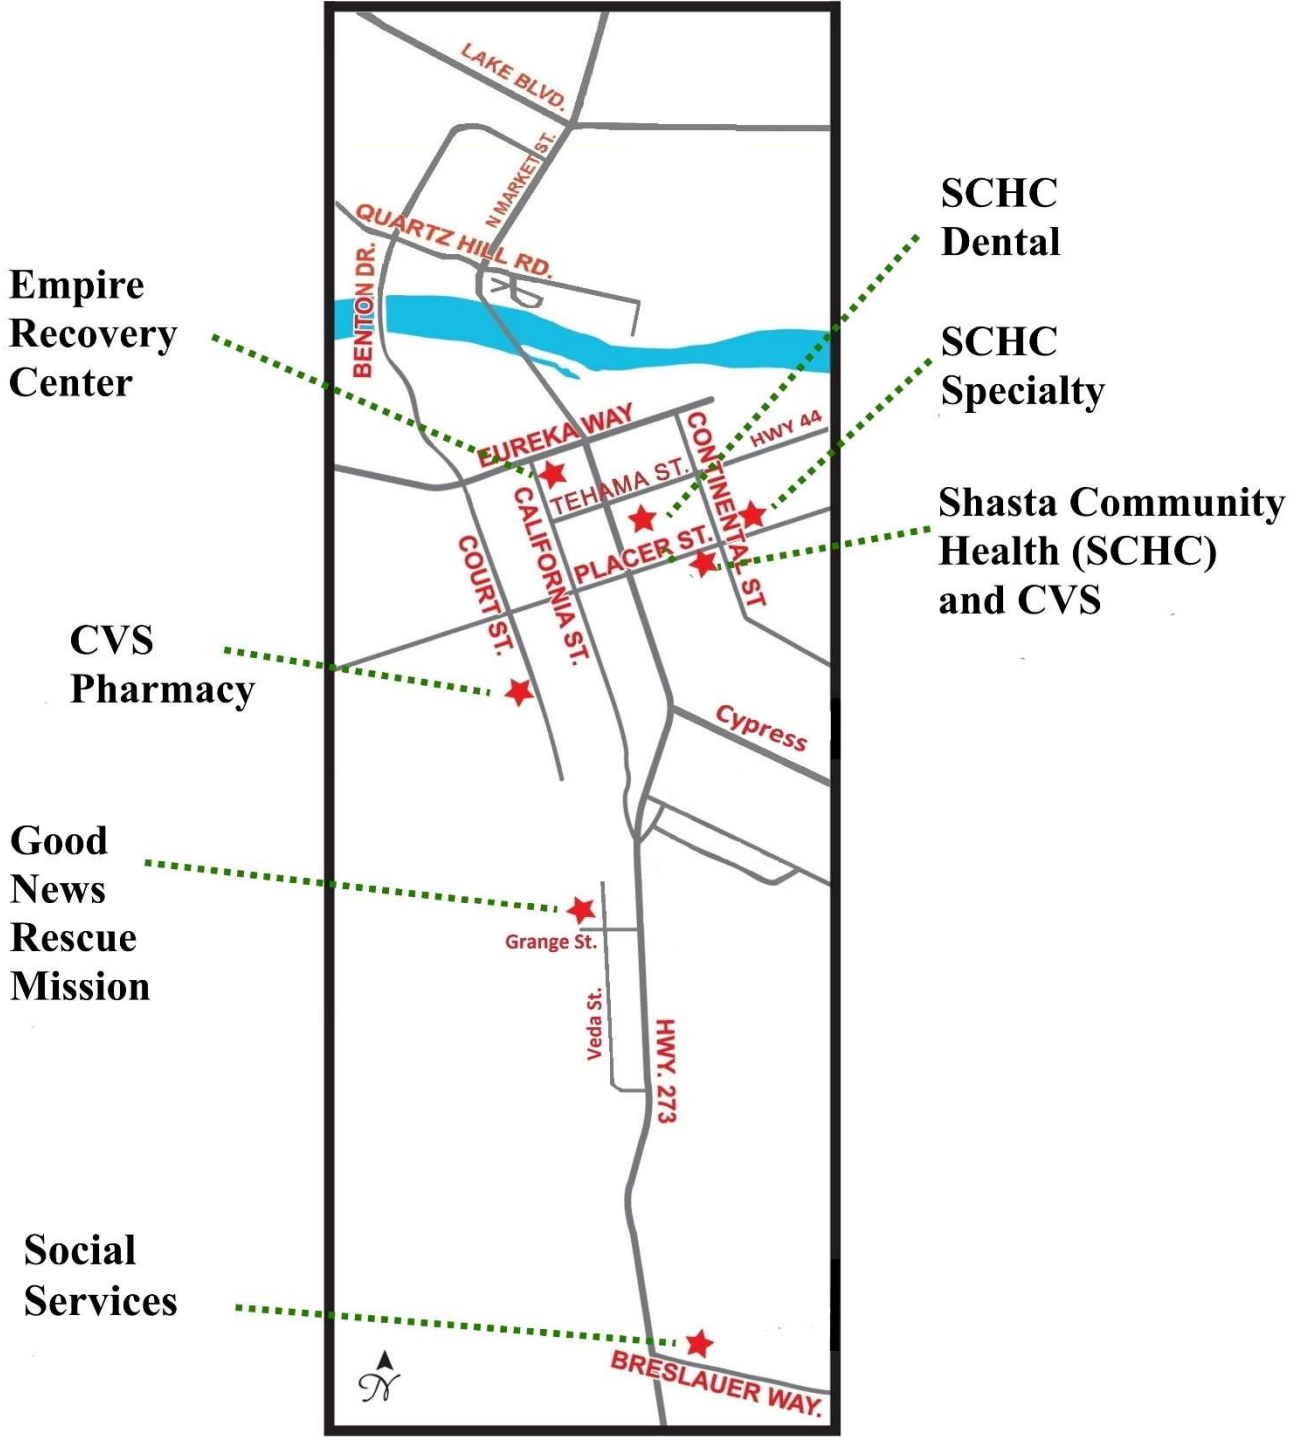 LAKE BLVD.
N MARKET ST.
QUARTZ HILL RD.
BENTON DR.
SCHC
Dental
Empire
Recovery
Center
SCHC
Specialty
EUREKA WAY
HWY 44
CONTINENTAL ST
TEHAMA ST.
CALIFORNIA ST.
PLACER ST.
COURT ST.
Shasta Community
Health (SCHC)
and CVS
CVS
Pharmacy
Cypress
Good
News
Rescue
Mission
Grange St.
Veda St.
HWY. 273
Social
Services
BRESLAUER WAY.
N